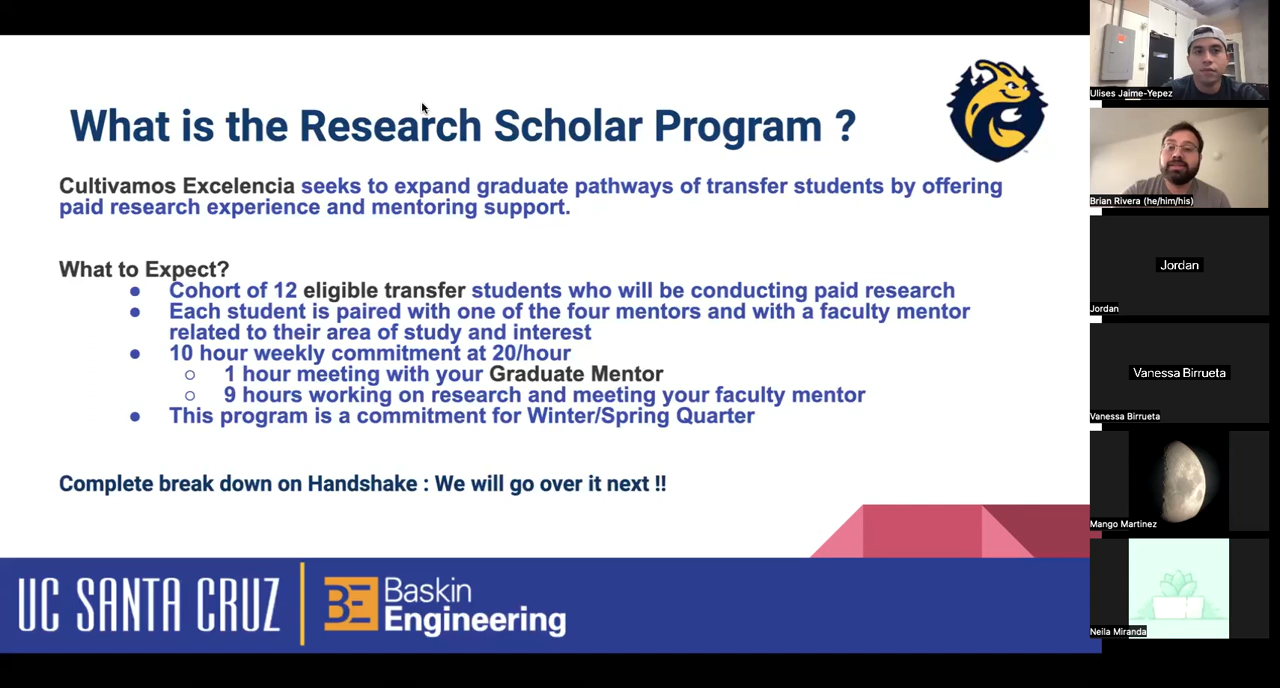 What is the Research Scholar Program ?
Cultivamos Excelencia seeks to expand graduate pathways of transfer students by offering
paid research experience and mentoring support.
What to Expect?
● Cohort of 12 eligible transfer students who will be conducting paid research
● Each student is paired with one of the four mentors and with a faculty mentor
related to their area of study and interest
● 10 hour weekly commitment at 20/hour
○ 1 hour meeting with your Graduate Mentor
○ 9 hours working on research and meeting your faculty mentor
● This program is a commitment for Winter/Spring Quarter
Complete break down on Handshake : We will go over it next !!
UC SANTA CRUZ
BE
Baskin
Engineering
Ulises Jaime-Yepez
Brian Rivera (he/him/his)
Jordan
Jordan
Vanessa Birrueta
Vanessa Birrueta
Mango Martinez
Neila Miranda